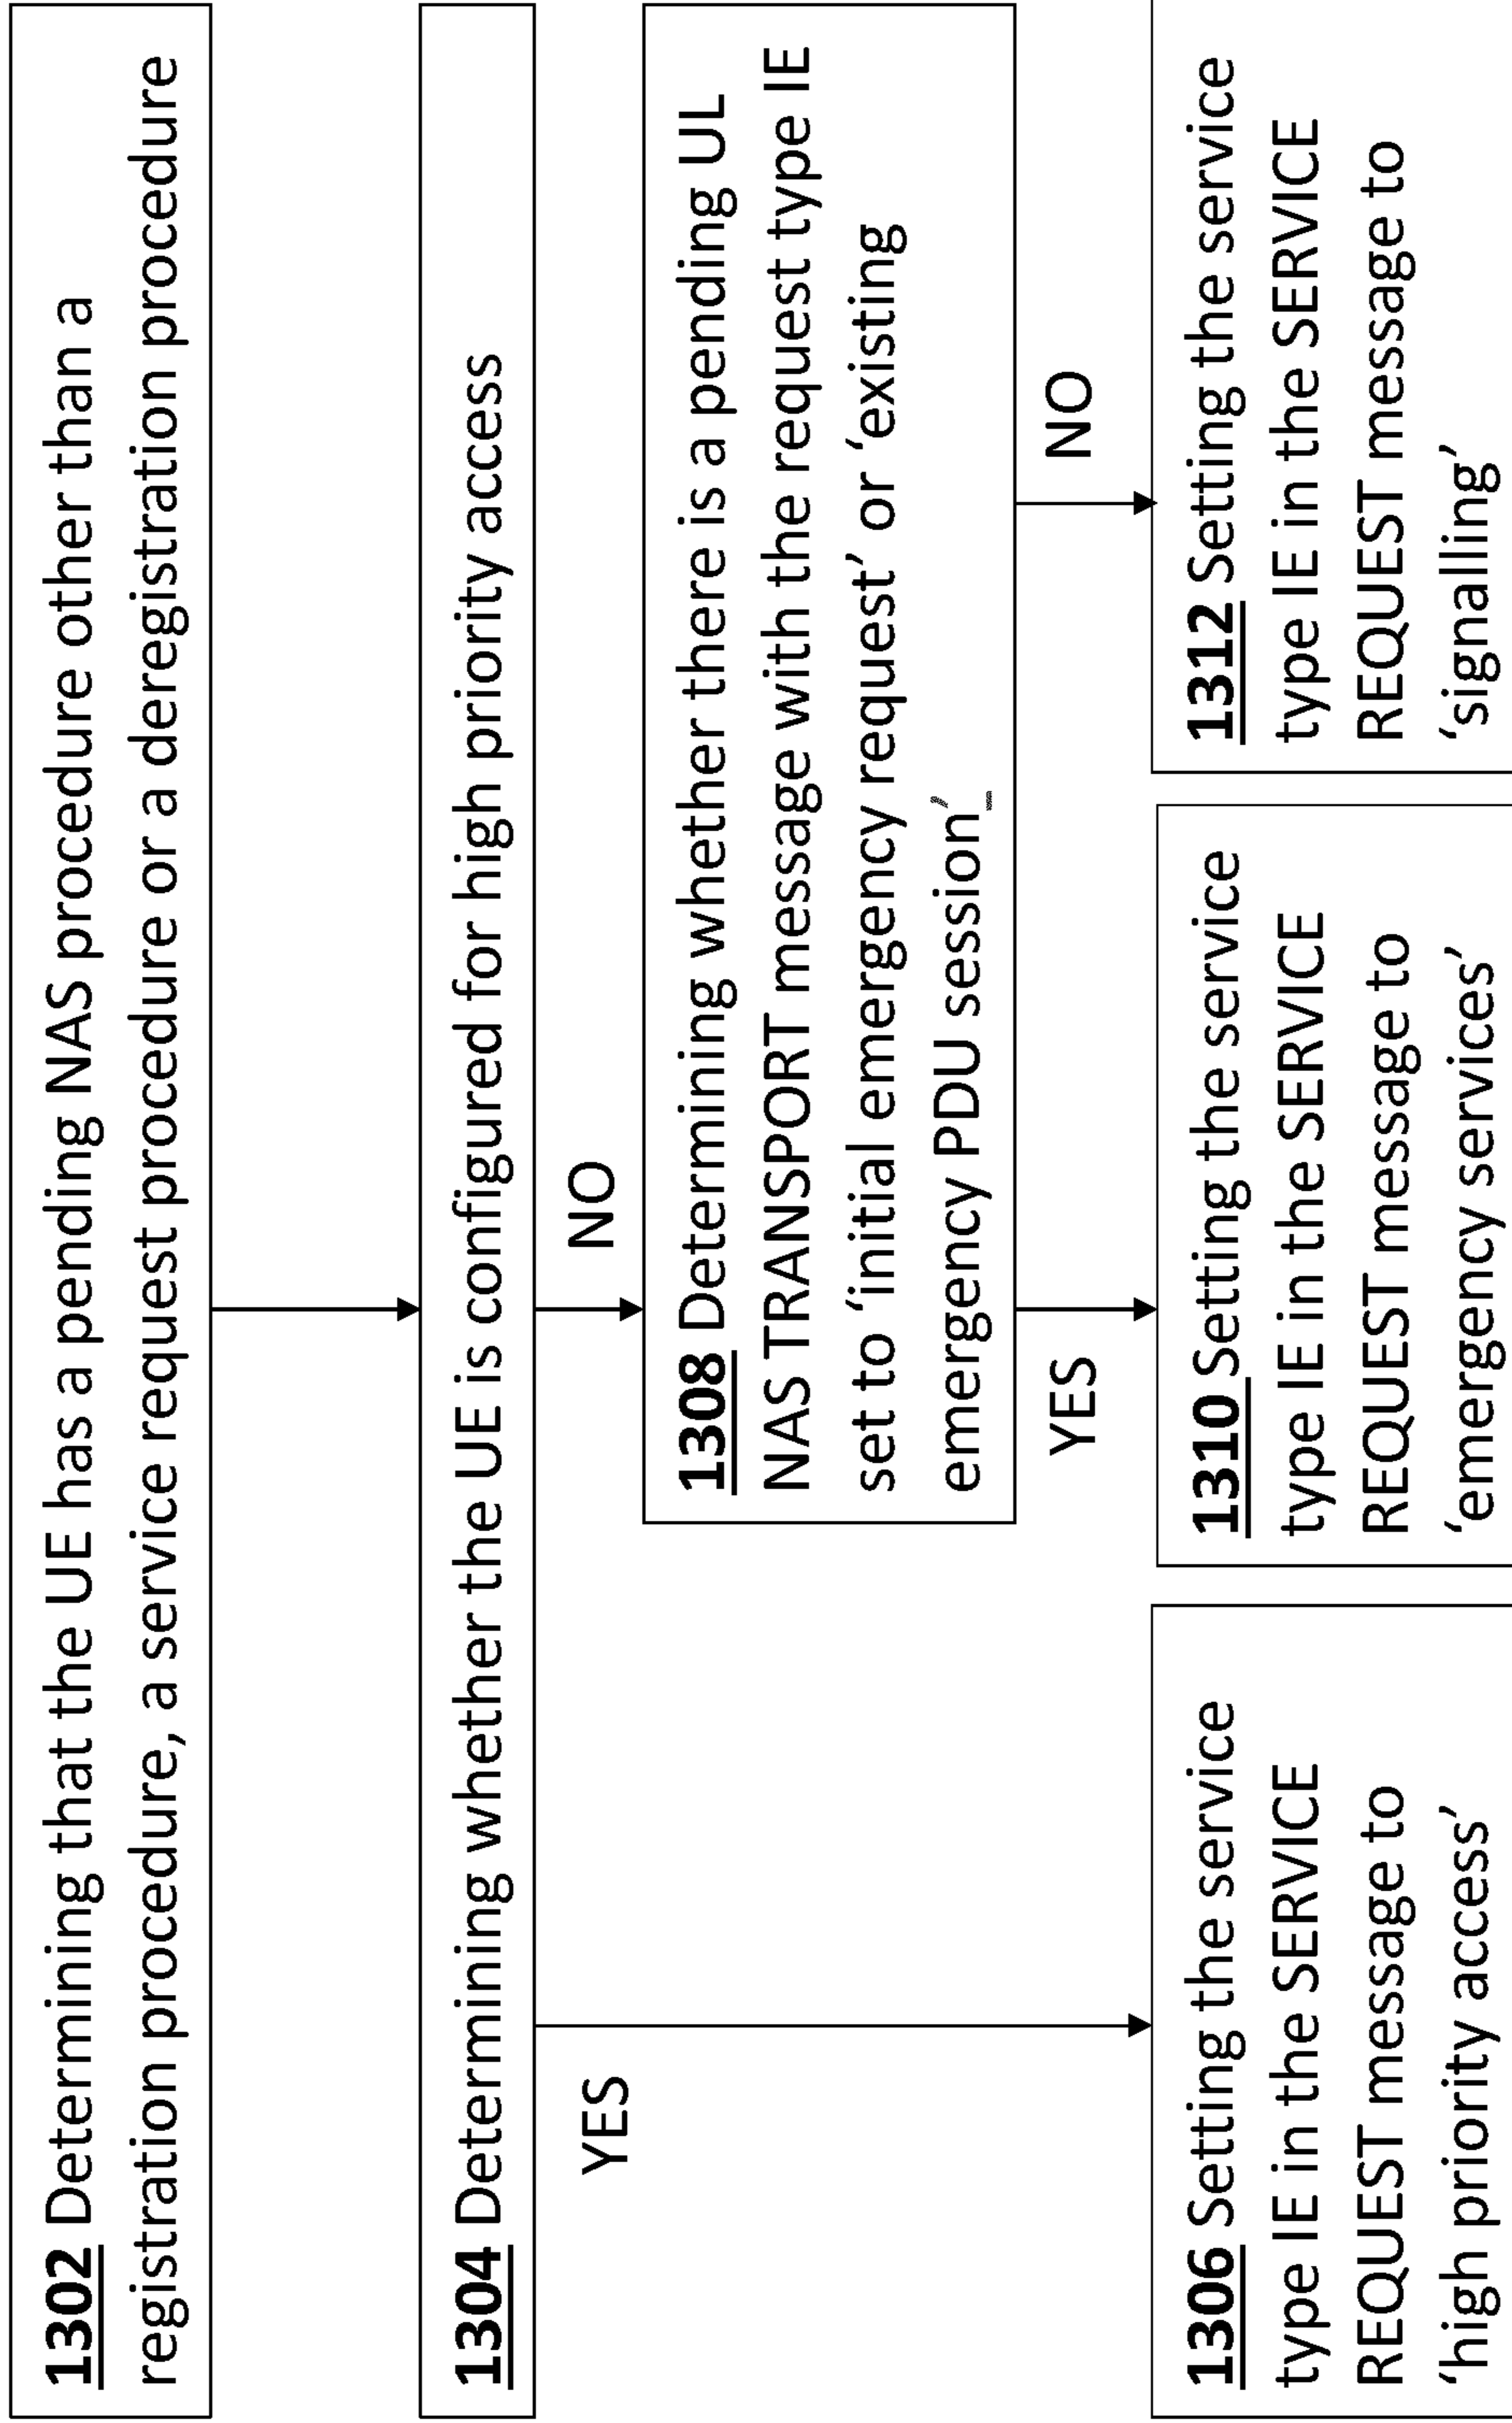 1302 Determining that the UE has a pending NAS procedure other than a
registration procedure, a service request procedure or a deregistration procedure
1304 Determining whether the UE is configured for high priority access
YES
NO
1308 Determining whether there is a pending UL
NAS TRANSPORT message with the request type IE
set to ‘initial emergency request’ or ‘existing
emergency PDU session’
YES
NO
1306 Setting the service
type IE in the SERVICE
REQUEST message to
‘high priority access’
1310 Setting the service
type IE in the SERVICE
REQUEST message to
‘emergency services’
1312 Setting the service
type IE in the SERVICE
REQUEST message to
‘signalling’